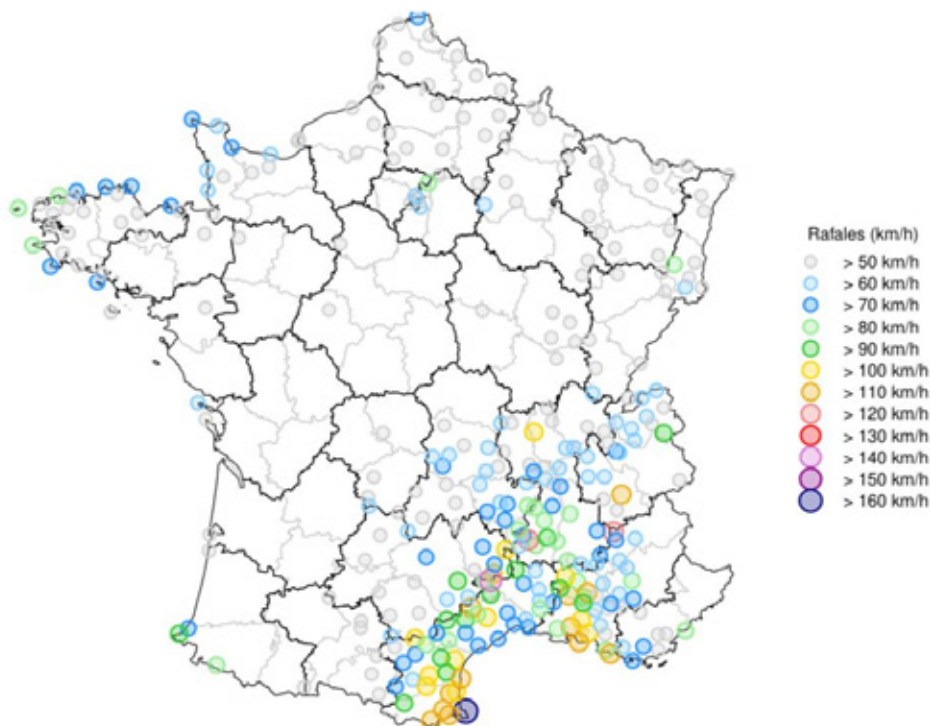 Rafales (km/h)
> 50 km/h
> 60 km/h
> 70 km/h
> 80 km/h
> 90 km/h
> 100 km/h
> 110 km/h
> 120 km/h
> 130 km/h
> 140 km/h
> 150 km/h
> 160 km/h